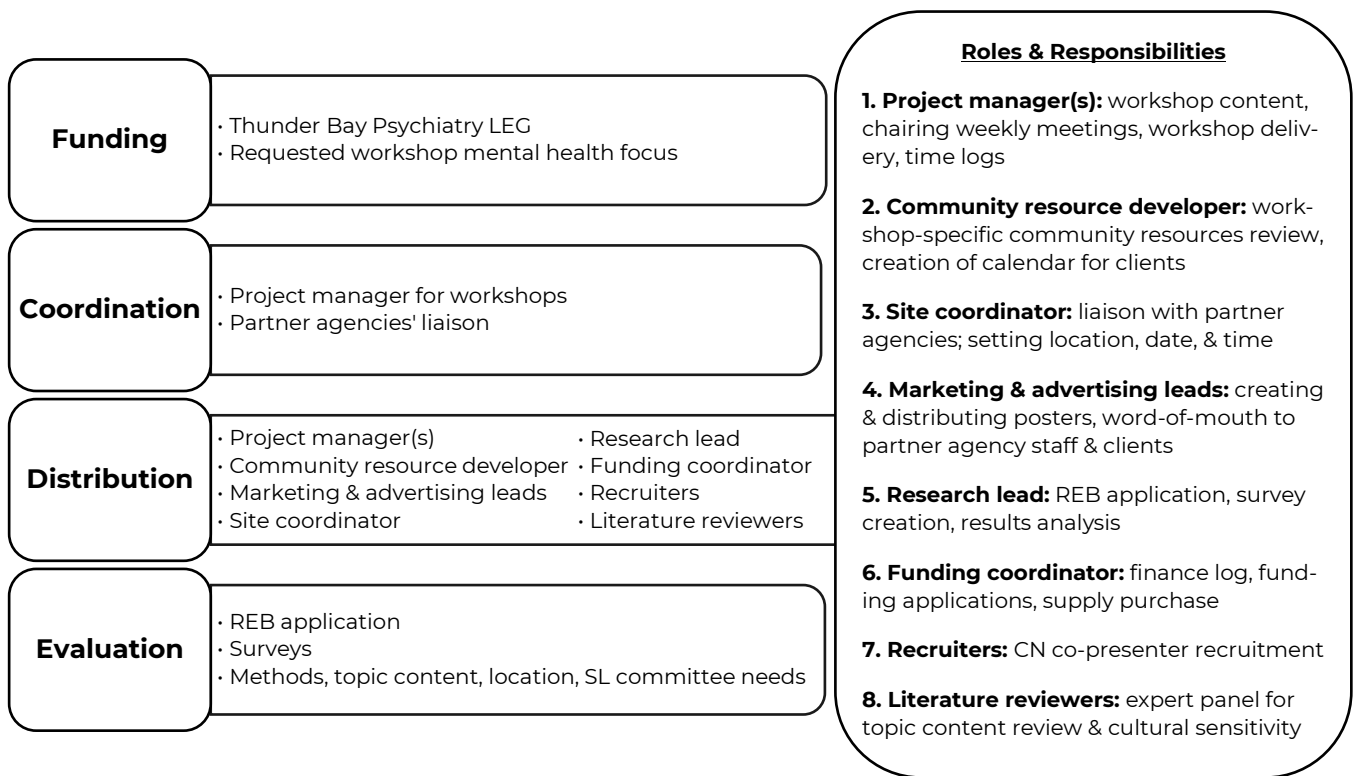 Funding
· Thunder Bay Psychiatry LEG
· Requested workshop mental health focus
Coordination
· Project manager for workshops
· Partner agencies' liaison
Distribution
· Project manager(s)
· Community resource developer
· Marketing & advertising leads
· Site coordinator
· Research lead
· Funding coordinator
· Recruiters
· Literature reviewers
Evaluation
· REB application
· Surveys
· Methods, topic content, location, SL committee needs
Roles & Responsibilities
1. Project manager(s): workshop content,
chairing weekly meetings, workshop deliv-
ery, time logs
2. Community resource developer: work-
shop-specific community resources review,
creation of calendar for clients
3. Site coordinator: liaison with partner
agencies; setting location, date, & time
4. Marketing & advertising leads: creating
& distributing posters, word-of-mouth to
partner agency staff & clients
5. Research lead: REB application, survey
creation, results analysis
6. Funding coordinator: finance log, fund-
ing applications, supply purchase
7. Recruiters: CN co-presenter recruitment
8. Literature reviewers: expert panel for
topic content review & cultural sensitivity